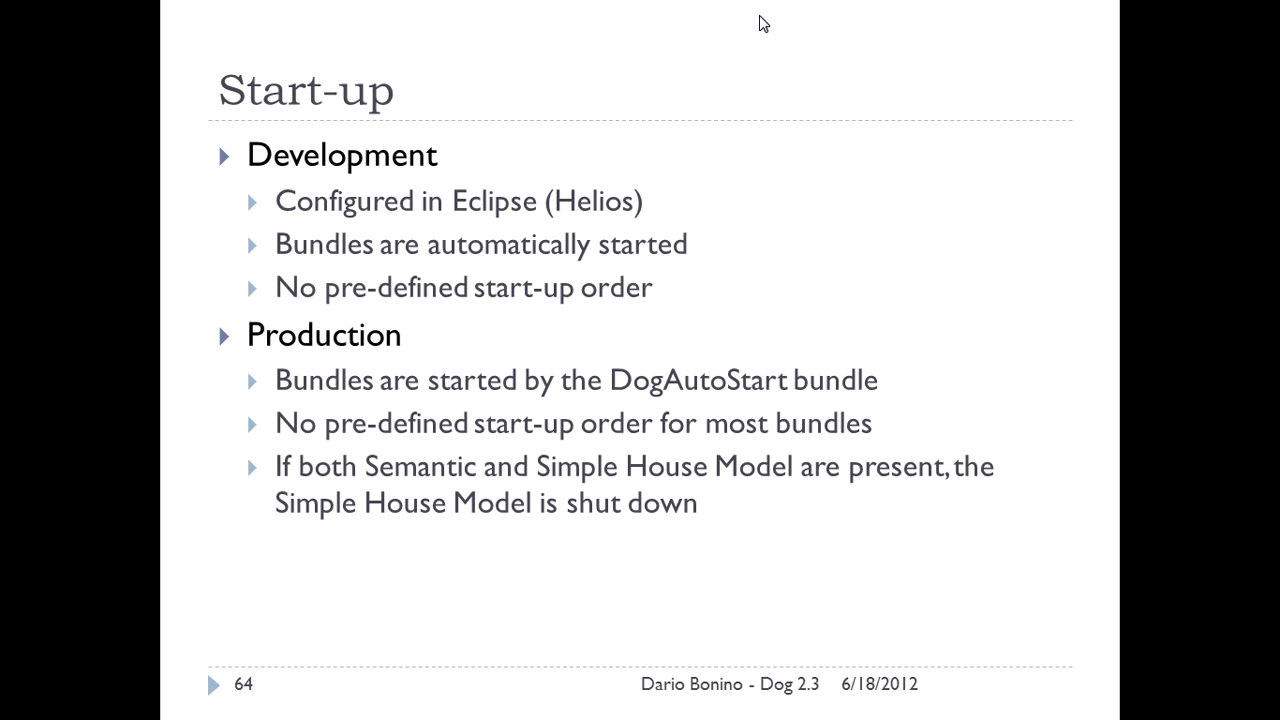 Start-up
Development
Configured in Eclipse (Helios)
Bundles are automatically started
No pre-defined start-up order
Production
Bundles are started by the DogAutoStart bundle
No pre-defined start-up order for most bundles
If both Semantic and Simple House Model are present, the
Simple House Model is shut down
64 Dario Bonino - Dog 2.3 6/18/2012